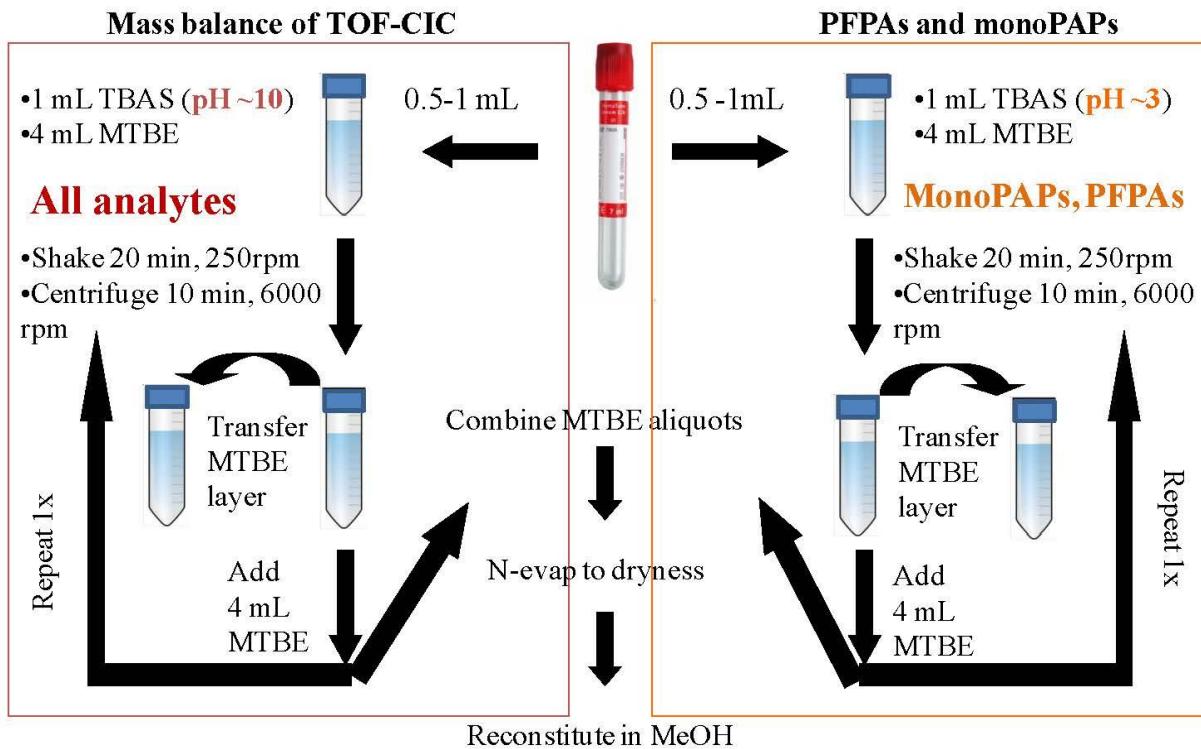 Mass balance of TOF-CIC
•1 mL TBAS (pH ~10)
•4 mL MTBE
0.5-1 mL
All analytes
•Shake 20 min, 250rpm
•Centrifuge 10 min, 6000
rpm
Transfer
MTBE
layer
Repeat 1x
Add
4 mL
MTBE
PFPAs and monoPAPs
0.5 -1mL
•1 mL TBAS (pH ~3)
•4 mL MTBE
MonoPAPs, PFPAs
•Shake 20 min, 250rpm
•Centrifuge 10 min, 6000
rpm
Transfer
MTBE
layer
Repeat 1x
Add
4 mL
MTBE
Combine MTBE aliquots
N-evap to dryness
Reconstitute in MeOH